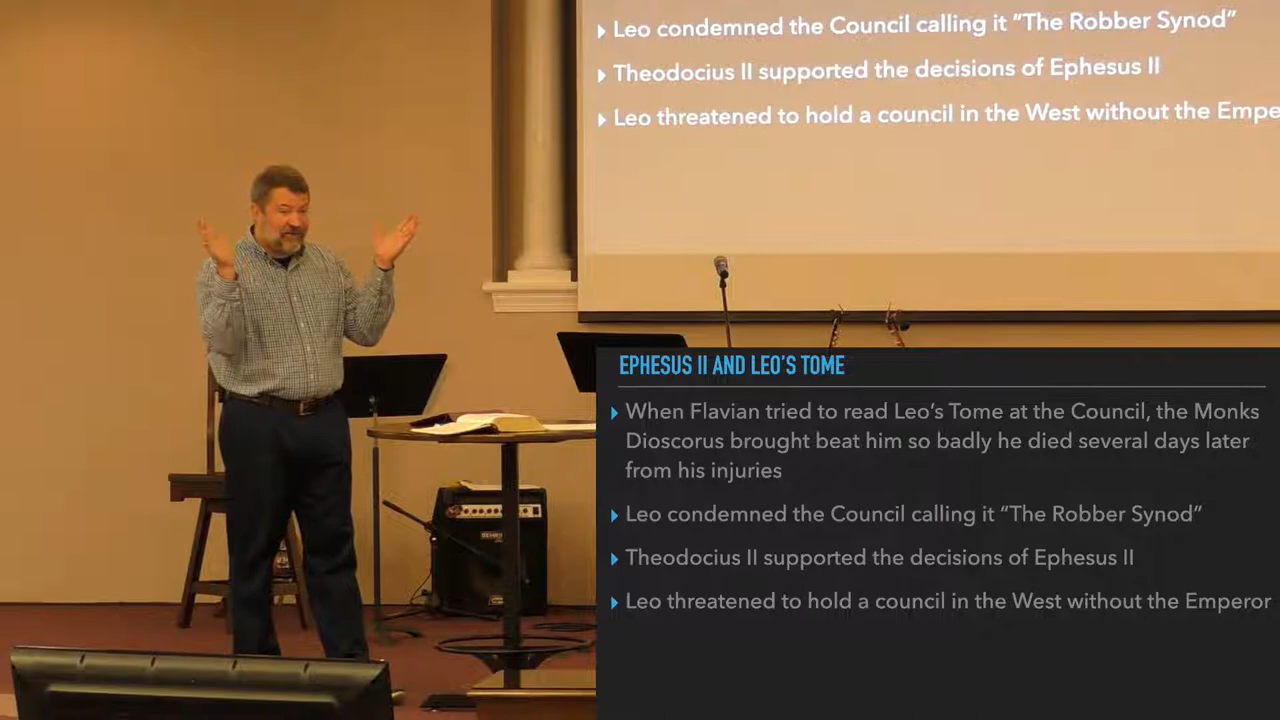 ▸ Leo condemned the Council calling it “The Robber Synod”
▸ Theodocius II supported the decisions of Ephesus II
▸ Leo threatened to hold a council in the West without the Empe
EPHESUS II AND LEO’S TOME
▸ When Flavian tried to read Leo’s Tome at the Council, the Monks
Dioscorus brought beat him so badly he died several days later
from his injuries
▸ Leo condemned the Council calling it “The Robber Synod”
▸ Theodocius II supported the decisions of Ephesus II
▸ Leo threatened to hold a council in the West without the Emperor